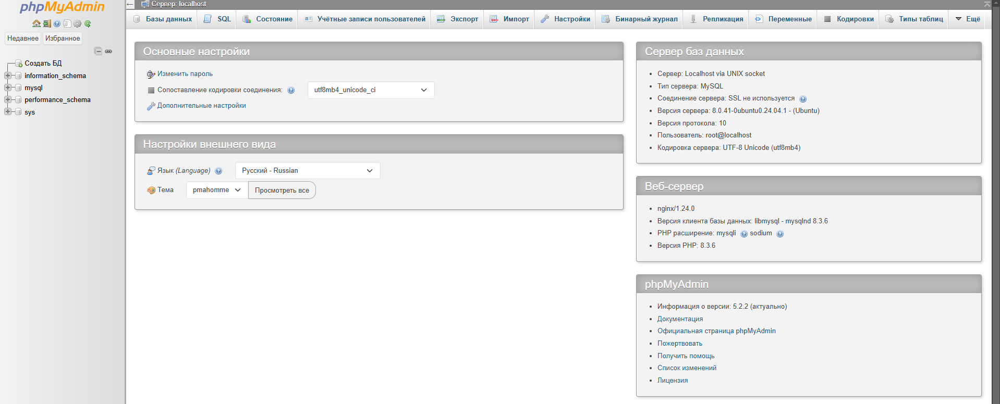 phpMyAdmin
Недавнее Избранное
Создать БД
information_schema
mysql
performance_schema
sys
Сервер: localhost
Базы данных SQL Состояние Учётные записи пользователей Экспорт Импорт Настройки Бинарный журнал Репликация Переменные Кодировки Типы таблиц Ещё
Основные настройки
Изменить пароль
Сопоставление кодировки соединения: utf8mb4_unicode_ci
Дополнительные настройки
Настройки внешнего вида
Язык (Language) Русский - Russian
Тема pmahomme Просмотреть все
Сервер баз данных
Сервер: Localhost via UNIX socket
Тип сервера: MySQL
Соединение сервера: SSL не используется
Версия сервера: 8.0.41-0ubuntu0.24.04.1 - (Ubuntu)
Версия протокола: 10
Пользователь: root@localhost
Кодировка сервера: UTF-8 Unicode (utf8mb4)
Веб-сервер
nginx/1.24.0
Версия клиента базы данных: libmysql - mysqlnd 8.3.6
PHP расширение: mysqli sodium
Версия PHP: 8.3.6
phpMyAdmin
Информация о версии: 5.2.2 (актуально)
Документация
Официальная страница phpMyAdmin
Пожертвовать
Получить помощь
Список изменений
Лицензия